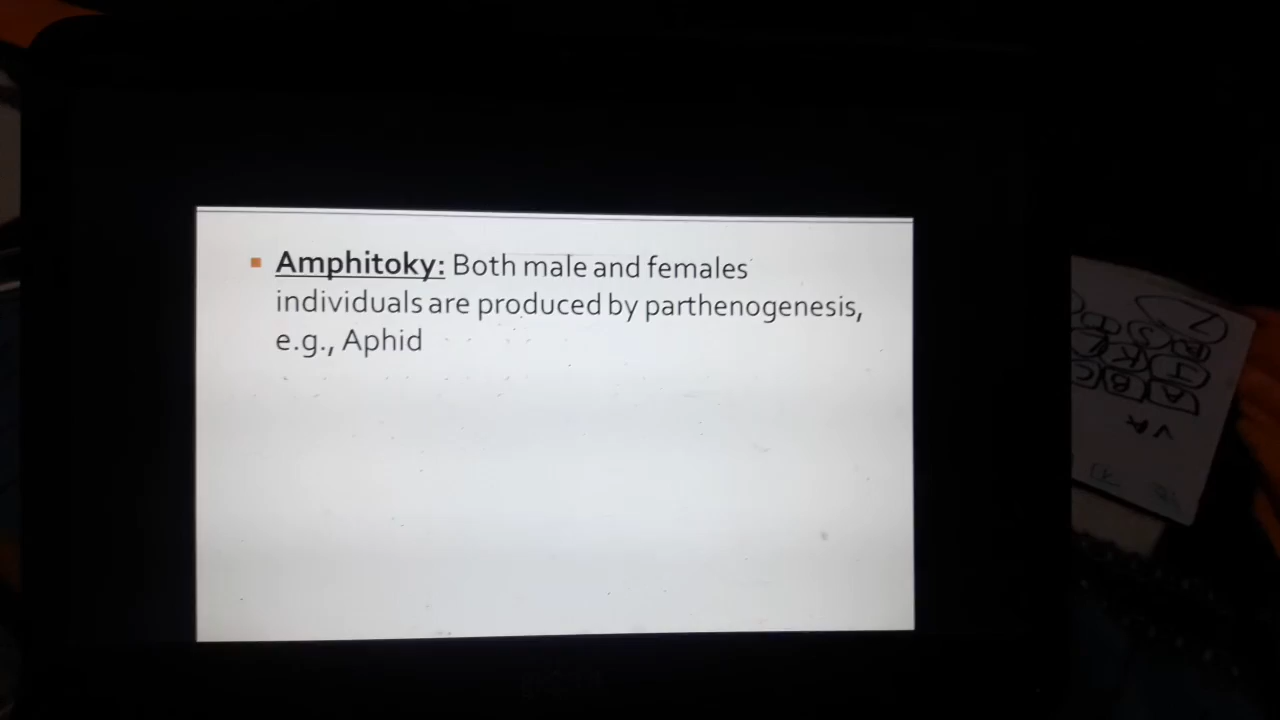 Amphitoky: Both male and females
individuals are produced by parthenogenesis,
e.g., Aphid